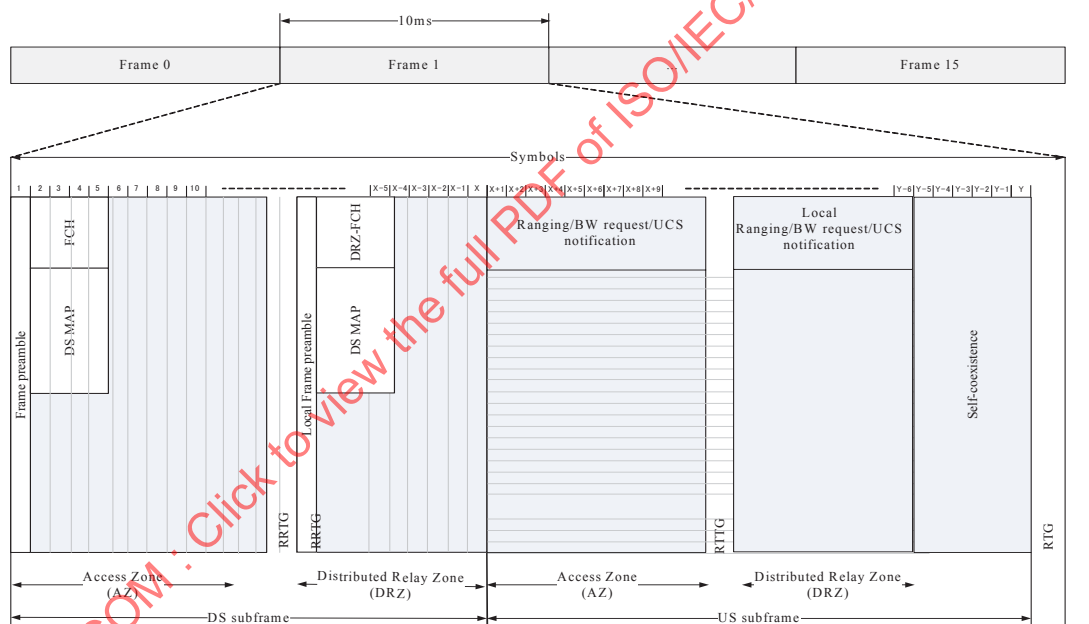 10ms
Frame 0
Frame 1
...
Frame 15
Symbols
1 2 3 4 5 6 7 8 9 10
X-5 X-4 X-3 X-2 X-1 X X+1 X+2 X+3 X+4 X+5 X+6 X+7 X+8 X+9
Y-6 Y-5 Y-4 Y-3 Y-2 Y-1 Y
Frame preamble
FCH
DS-MAP
RRTG
Local Frame preamble
RRTG
DRZ-FCH
DS MAP
Ranging/BW request/UCS
notification
RTTG
Local
Ranging/BW request/UCS
notification
Self-coexistence
RTG
Access Zone
(AZ)
Distributed Relay Zone
(DRZ)
Access Zone
(AZ)
Distributed Relay Zone
(DRZ)
DS subframe
US subframe
COM : Click to view the full PDF of ISO/IEC/